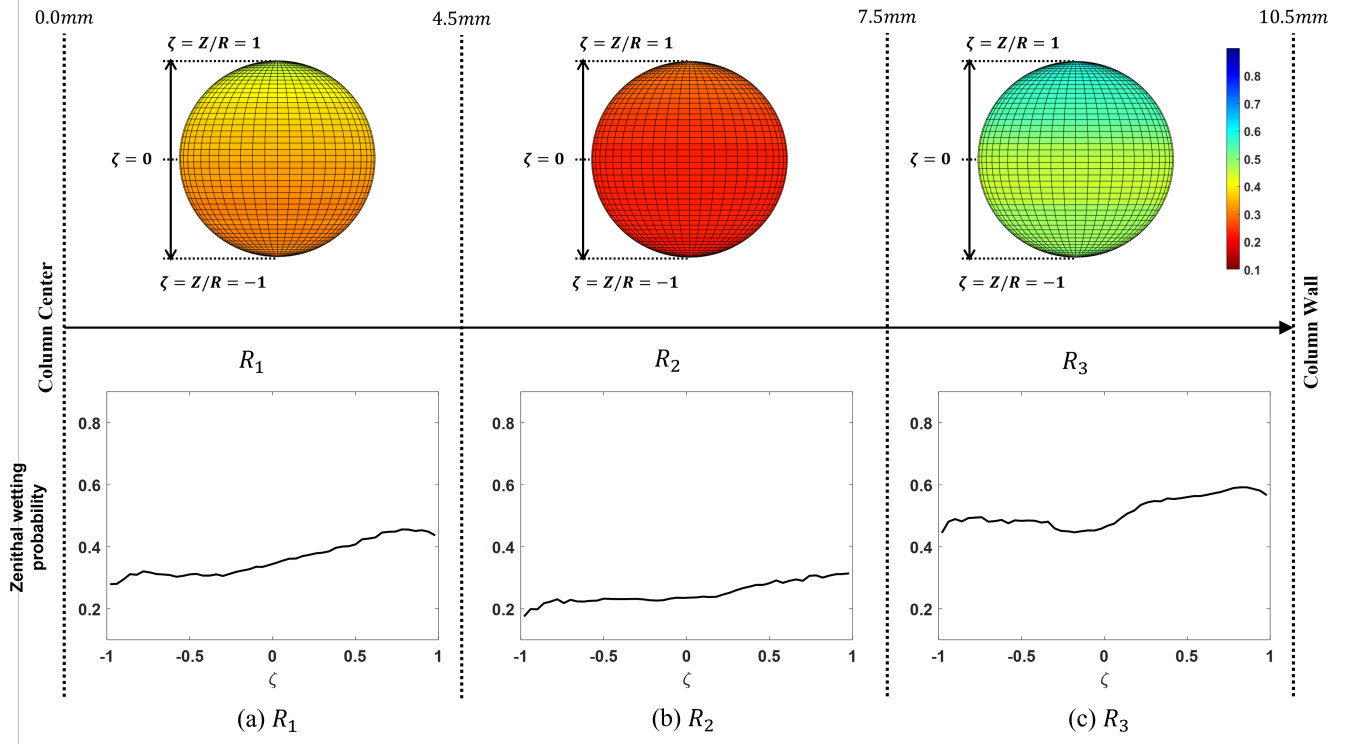 0.0mm
4.5mm
7.5mm
10.5mm
ζ = Z/R = 1
ζ = 0
ζ = Z/R = −1
ζ = Z/R = 1
ζ = 0
ζ = Z/R = −1
ζ = Z/R = 1
ζ = 0
ζ = Z/R = −1
0.8
0.7
0.6
0.5
0.4
0.3
0.2
0.1
Column Center
Column Wall
R₁
R₂
R₃
Zenithal wetting
probability
0.8
0.6
0.4
0.2
-1 -0.5 0 0.5 1
ζ
0.8
0.6
0.4
0.2
-1 -0.5 0 0.5 1
ζ
0.8
0.6
0.4
0.2
-1 -0.5 0 0.5 1
ζ
(a) R₁
(b) R₂
(c) R₃